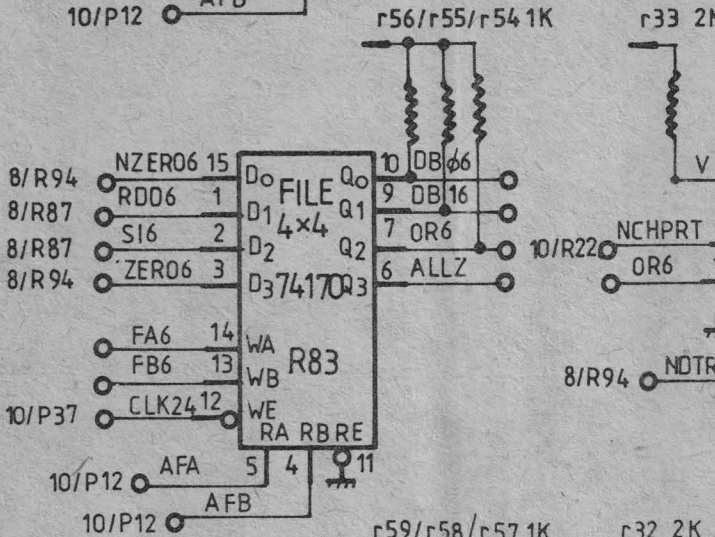 AFB
10/P12
r56/r55/r54 1K
r33 2
8/R94 NZERO6 15 D0 FILE Q0 10 DBφ6
8/R87 RDD6 1 D1 4×4 Q1 9 DB16 V
8/R87 SI6 2 D2 Q2 7 OR6 10/R22 NCHPRT
8/R94 ZERO6 3 D3 74170 Q3 6 ALLZ OR6
FA6 14 WA R83
FB6 13 WB 8/R94 NOTR
10/P37 CLK24 12 WE
RA RB RE
10/P12 AFA 5 4 11
10/P12 AFB
r59/r58/r57 1K
r32 2K